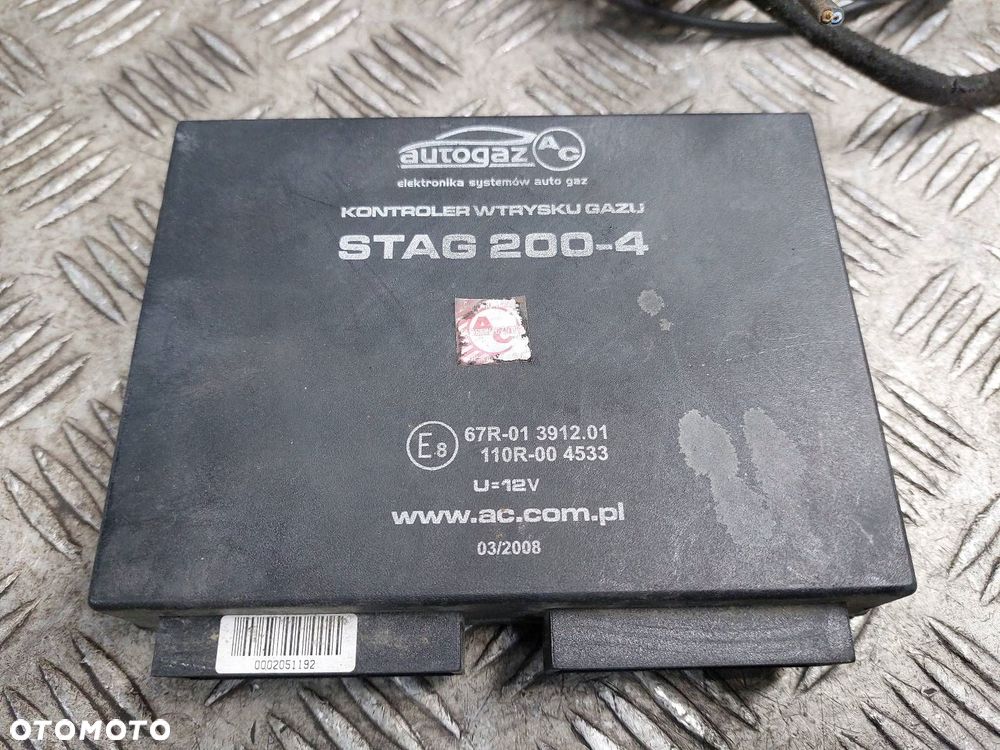 autogaz AC
elektronika systemów auto gaz
KONTROLER WTRYSKU GAZU
STAG 200-4
AC
E8 67R-01 3912.01
110R-00 4533
U=12V
www.ac.com.pl
03/2008
0002051192
OTOMOTO